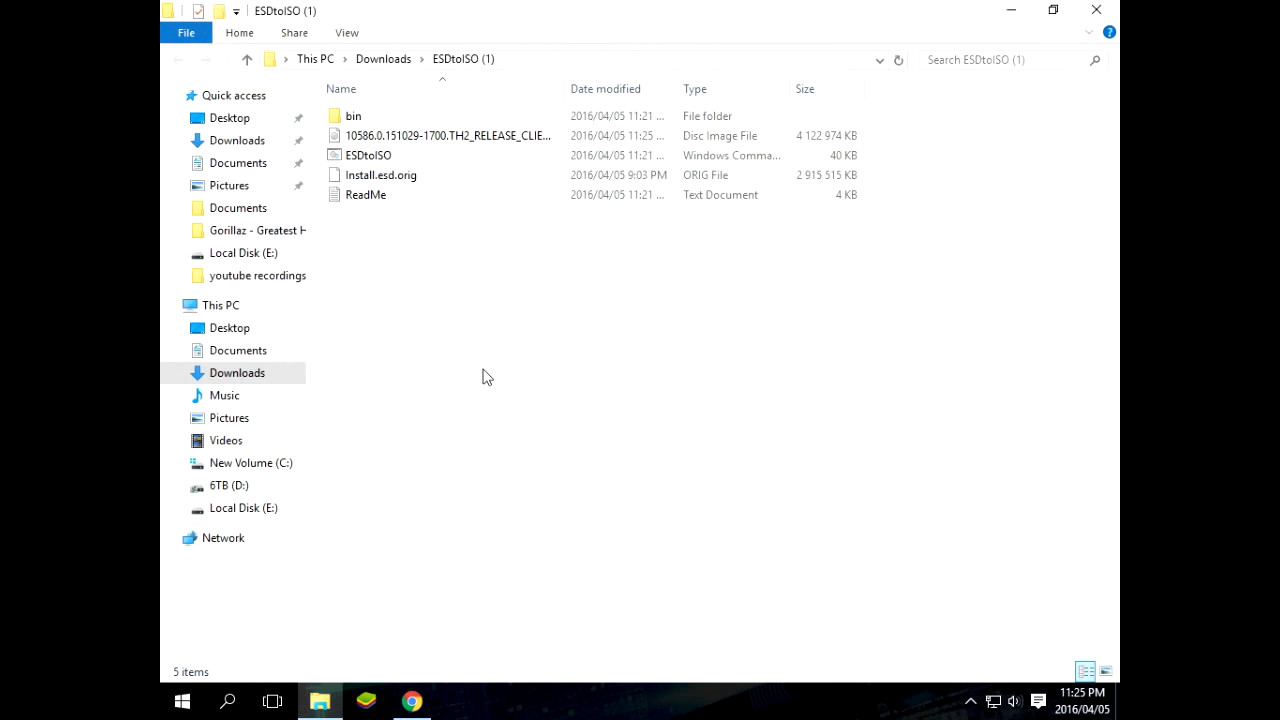 ESDtoISO (1)
File
Home
Share
View
This PC
Downloads
ESDtoISO (1)
Search ESDtoISO (1)
Name
Date modified
Type
Size
bin
2016/04/05 11:21 ...
File folder
10586.0.151029-1700.TH2_RELEASE_CLIE...
2016/04/05 11:25 ...
Disc Image File
4 122 974 KB
ESDtoISO
2016/04/05 11:21 ...
Windows Comma...
40 KB
Install.esd.orig
2016/04/05 9:03 PM
ORIG File
2 915 515 KB
ReadMe
2016/04/05 11:21 ...
Text Document
4 KB
Quick access
Desktop
Downloads
Documents
Pictures
Documents
Gorillaz - Greatest H
Local Disk (E:)
youtube recordings
This PC
Desktop
Documents
Downloads
Music
Pictures
Videos
New Volume (C:)
6TB (D:)
Local Disk (E:)
Network
5 items
11:25 PM
2016/04/05